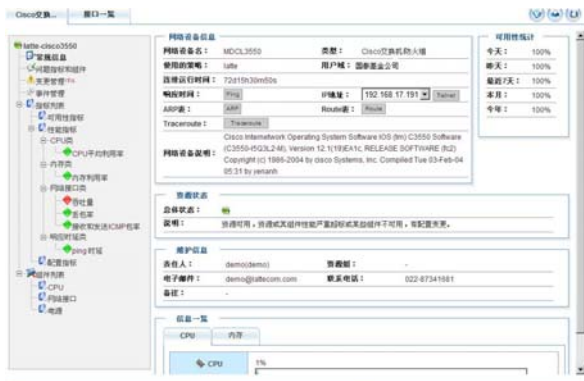 Cisco交换... 接口一览
latte-cisco3550
常规信息
问题指标和组件
变更管理
事件管理
指标列表
可用性指标
性能指标
CPU类
CPU平均利用率
内存类
内存利用率
网络接口类
吞吐量
丢包率
接收和发送ICMP包率
响应时延类
ping时延
配置指标
组件列表
CPU
网络接口
电源
网络设备信息
网络设备名： MDCL3550 类型： Cisco交换机防火墙
使用的策略： latte 用户域： 国泰基金公司
连续运行时间： 72d15h30m50s
响应时间： Ping IP地址： 192.168.17.191 Telnet
ARP表： ARP Route表： Route
Traceroute： Traceroute
网络设备说明：
Cisco Internetwork Operating System Software IOS (tm) C3550 Software
(C3550-I5Q3L2-M), Version 12.1(19)EA1c, RELEASE SOFTWARE (fc2)
Copyright (c) 1986-2004 by cisco Systems, Inc. Compiled Tue 03-Feb-04
05:31 by yenanh
资源状态
总体状态：
说明： 资源可用，资源或其组件性能严重超标或某些组件不可用，有配置变更。
维护信息
责任人： demo(demo) 资源组： -
电子邮件： demo@lattecom.com 联系电话： 022-87341681
备注： -
信息一览
CPU 内存
CPU 1%
可用性统计
今天： 100%
昨天： 100%
最近7天： 100%
本月： 100%
今年： 100%